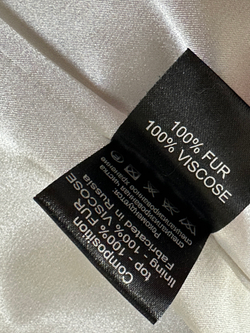 100% FUR
100% VISCOSE
Composition
top - 100% FUR
lining - 100% VISCOSE
Fabricated in Russia